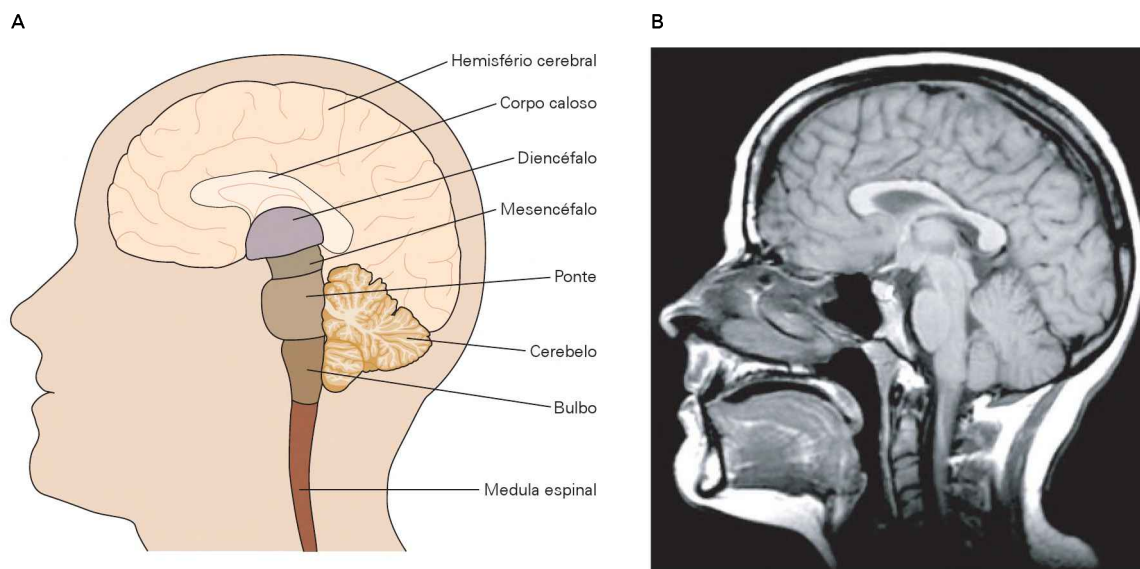 A
B
Hemisfério cerebral
Corpo caloso
Diencéfalo
Mesencéfalo
Ponte
Cerebelo
Bulbo
Medula espinal